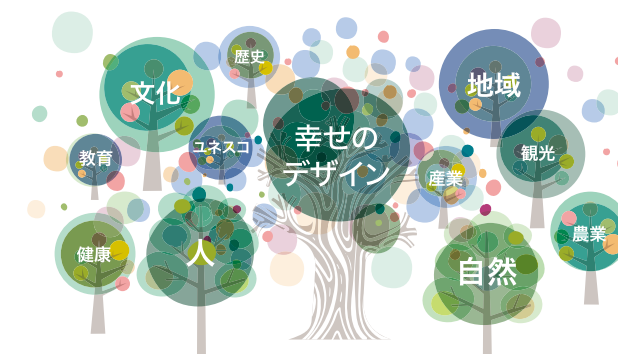 歴史
文化
地域
幸せの
デザイン
ユネスコ
教育
観光
産業
農業
健康
人
自然